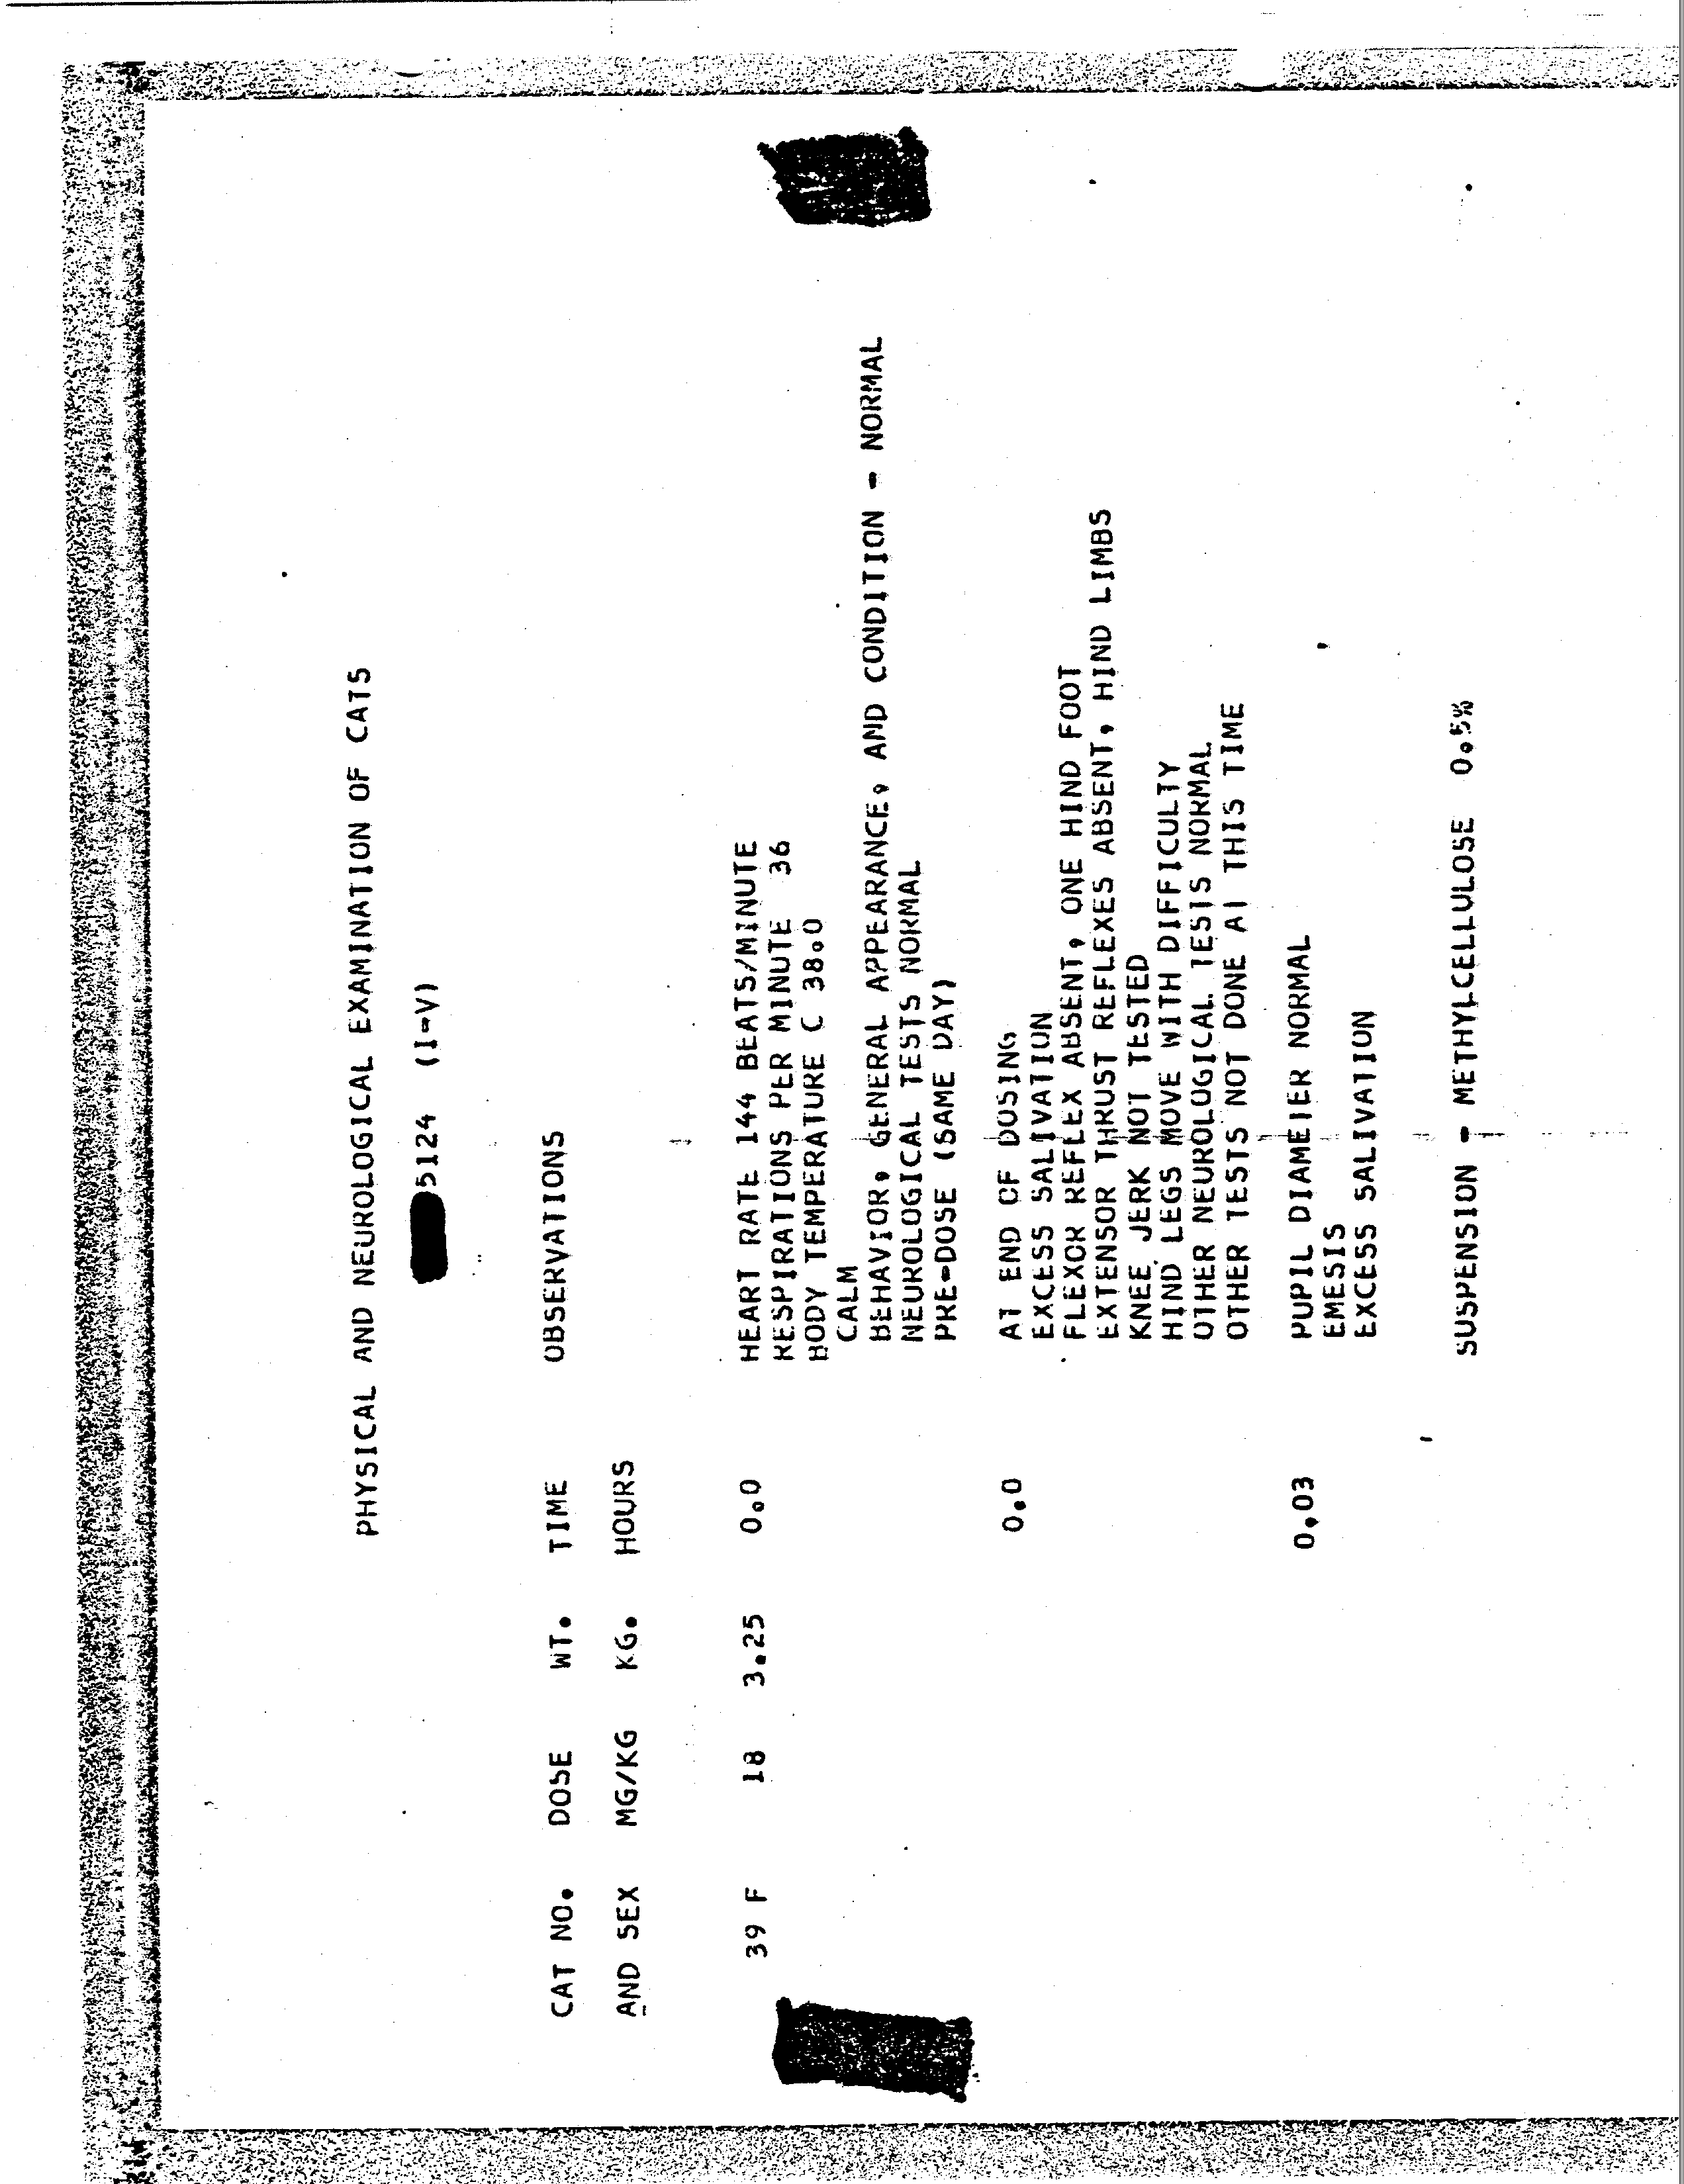 PHYSICAL AND NEUROLOGICAL EXAMINATION OF CATS
5124 (I-V)
CAT NO. DOSE WT. TIME OBSERVATIONS
AND SEX MG/KG KG. HOURS
39 F 18 3.25 0.0 HEART RATE 144 BEATS/MINUTE
RESPIRATIONS PER MINUTE 36
BODY TEMPERATURE C 38.0
CALM
BEHAVIOR, GENERAL APPEARANCE, AND CONDITION - NORMAL
NEUROLOGICAL TESTS NORMAL
PRE-DOSE (SAME DAY)
0.0 AT END OF DOSING
EXCESS SALIVATION
FLEXOR REFLEX ABSENT, ONE HIND FOOT
EXTENSOR THRUST REFLEXES ABSENT, HIND LIMBS
KNEE JERK NOT TESTED
HIND LEGS MOVE WITH DIFFICULTY
OTHER NEUROLOGICAL TESTS NORMAL
OTHER TESTS NOT DONE AT THIS TIME
0.03 PUPIL DIAMETER NORMAL
EMESIS
EXCESS SALIVATION
SUSPENSION - METHYLCELLULOSE 0.5%